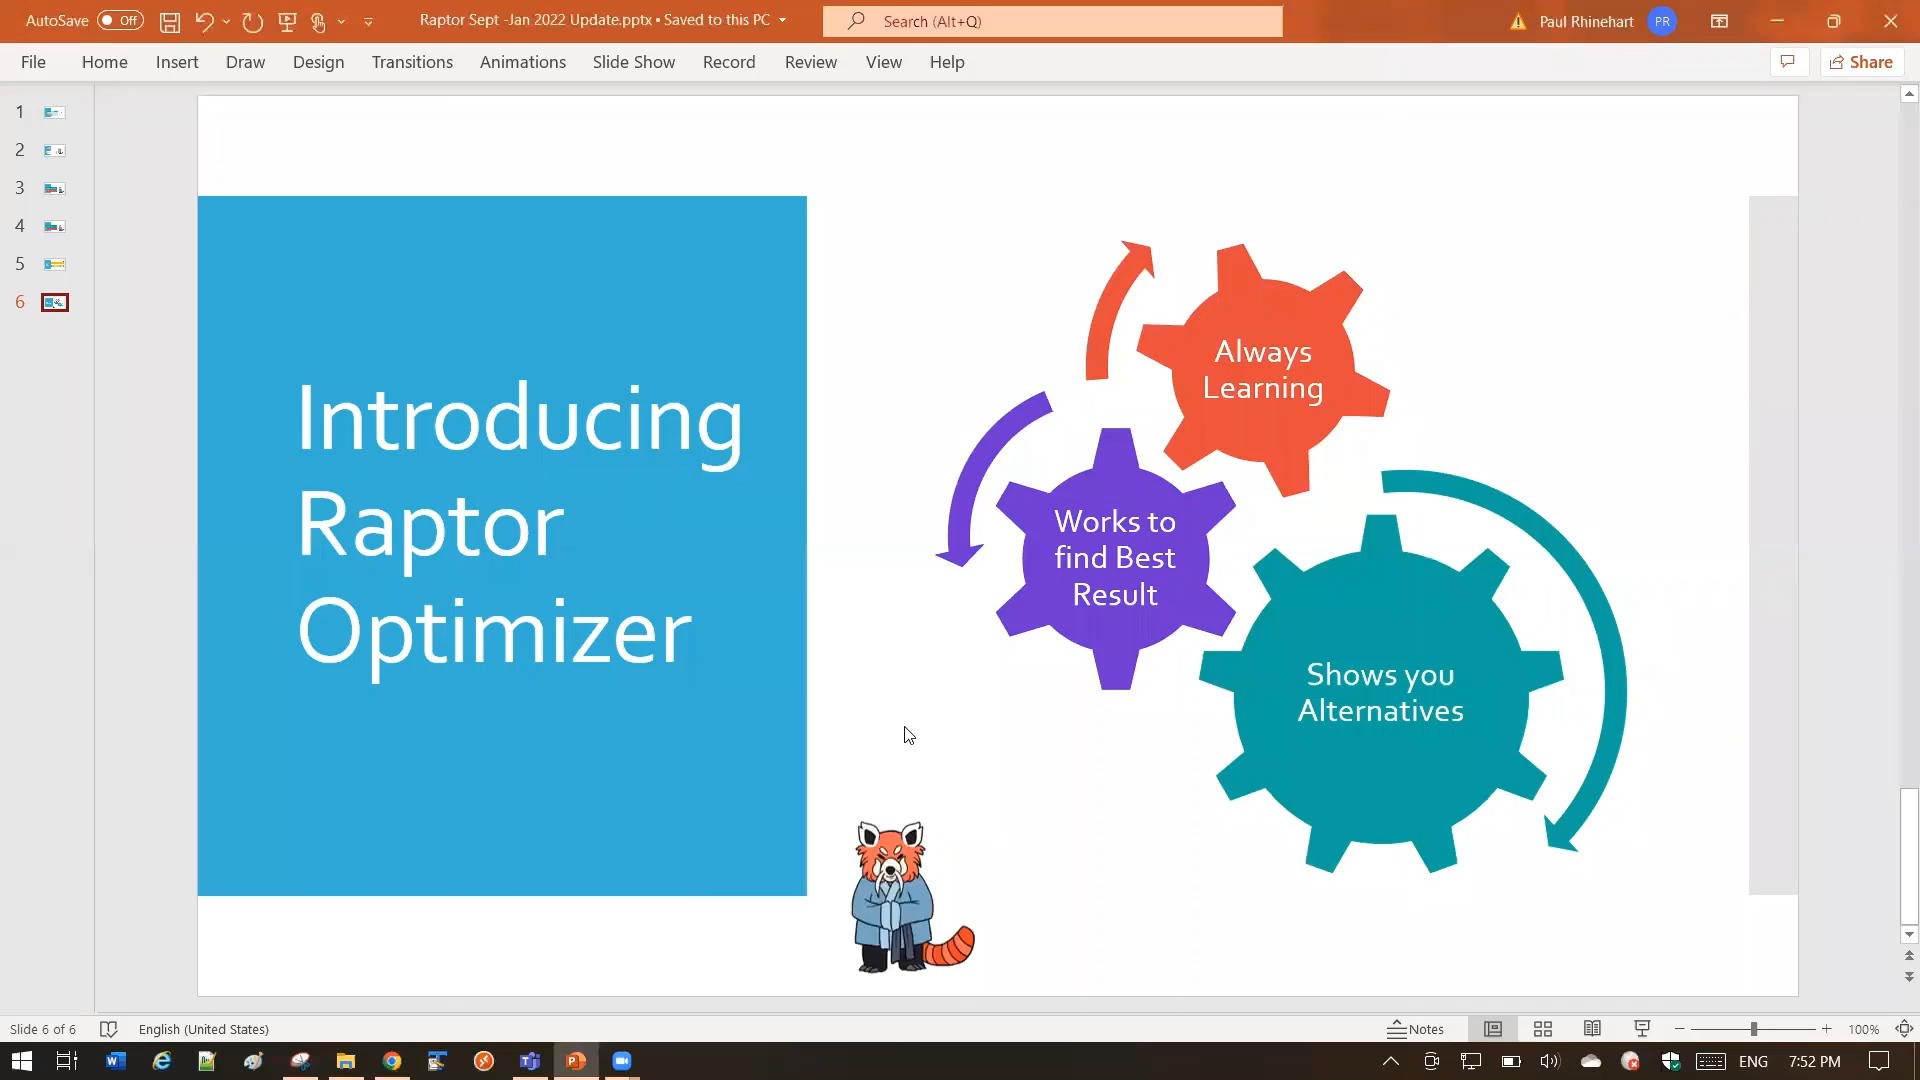 AutoSave Off Raptor Sept -Jan 2022 Update.pptx • Saved to this PC Search (Alt+Q) Paul Rhinehart PR
File Home Insert Draw Design Transitions Animations Slide Show Record Review View Help Share
1
2
3
4
5
6
Introducing
Raptor
Optimizer
Always
Learning
Works to
find Best
Result
Shows you
Alternatives
Slide 6 of 6 English (United States) Notes 100%
ENG 7:52 PM